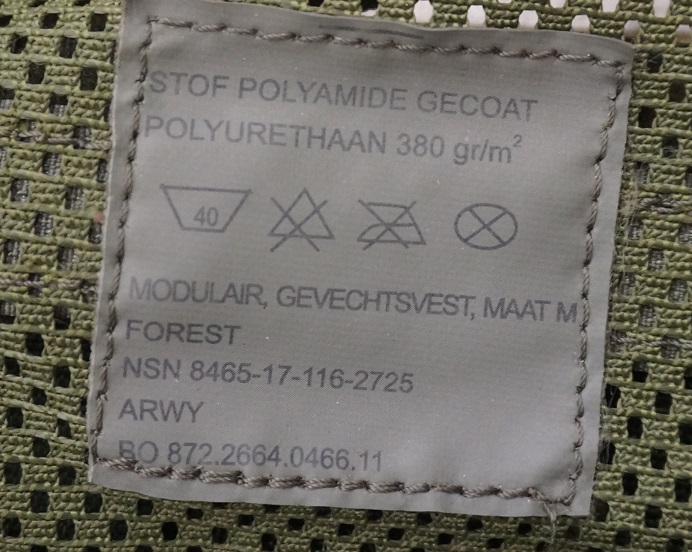 STOF POLYAMIDE GECOAT
POLYURETHAAN 380 gr/m²
40
MODULAIR, GEVECHTSVEST, MAAT M
FOREST
NSN 8465-17-116-2725
ARWY
BO 872.2664.0466.11